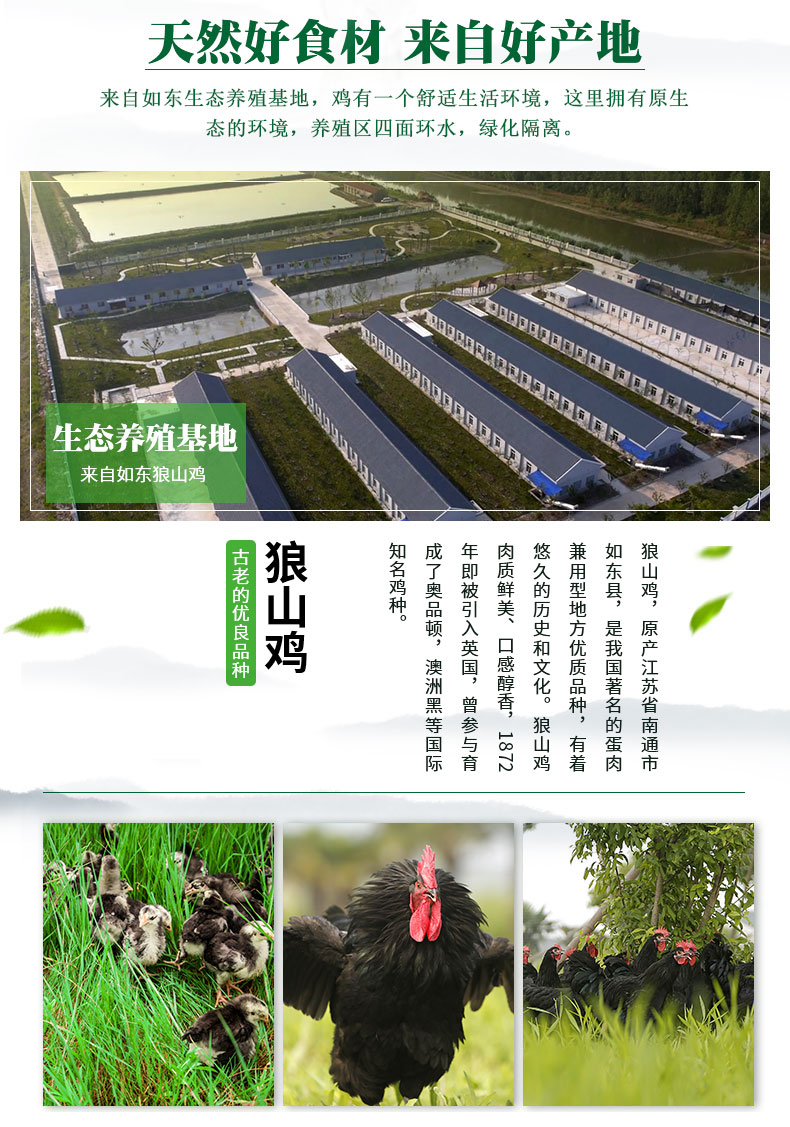 天然好食材 来自好产地
来自如东生态养殖基地，鸡有一个舒适生活环境，这里拥有原生
态的环境，养殖区四面环水，绿化隔离。
生态养殖基地
来自如东狼山鸡
狼山鸡，原产江苏省南通市
如东县，是我国著名的蛋肉
兼用型地方优质品种，有着
悠久的历史和文化。狼山鸡
肉质鲜美、口感醇香，1872
年即被引入英国，曾参与育
成了奥品顿，澳洲黑等国际
知名鸡种。
狼山鸡
古老的优良品种